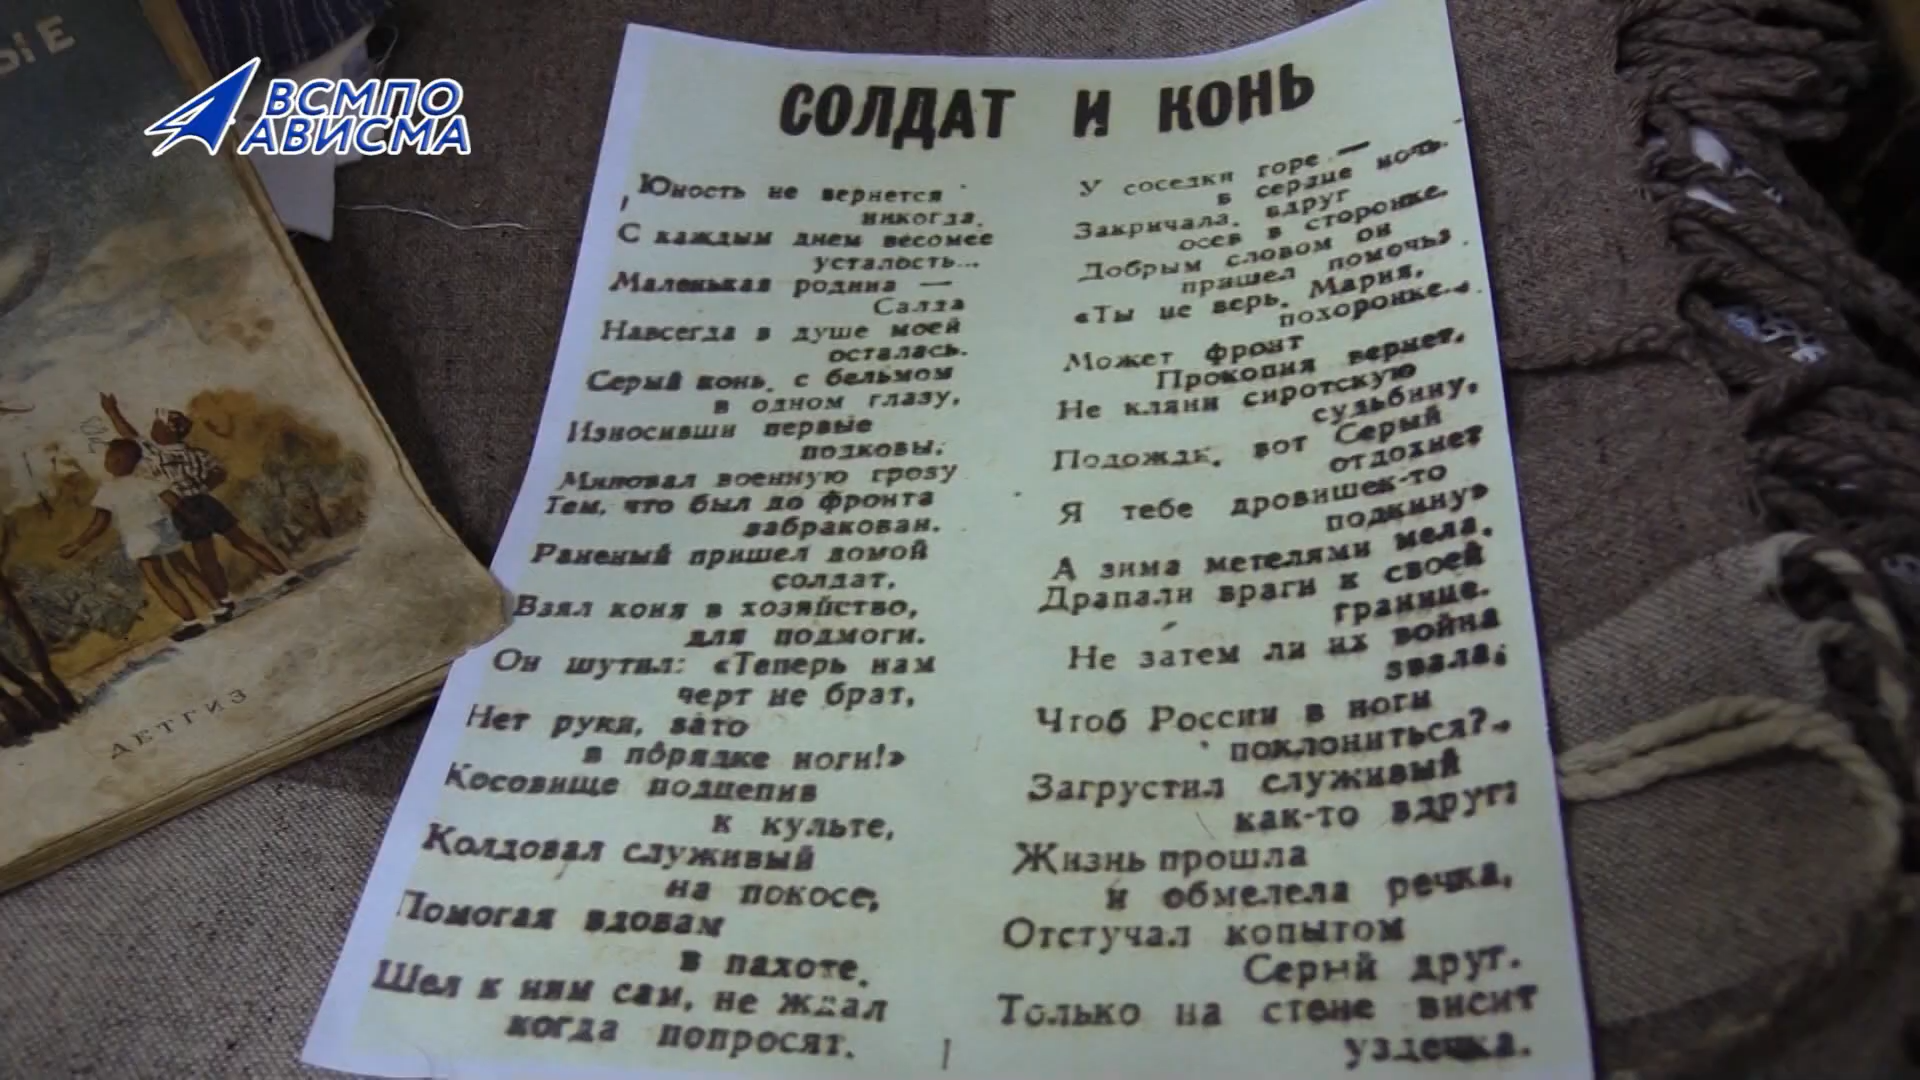 ЫЕ
ВСМПО
АВИСМА
ДЕТГИЗ
СОЛДАТ И КОНЬ
Юность не вернется
никогда.
С каждым днем весомее
усталость...
Маленькая родина —
Салда
Навсегда в душе моей
осталась.
Серый конь, с бельмом
в одном глазу,
Износивши первые
подковы,
Миновал военную грозу
Тем, что был до фронта
забракован.
Раненый пришел домой
солдат,
Взял коня в хозяйство,
для подмоги.
Он шутил: «Теперь нам
черт не брат,
Нет руки, зато
в порядке ноги!»
Косовище подцепив
к культе,
Колдовал служивый
на покосе,
Помогая вдовам
в пахоте.
Шел к ним сам, не ждал
когда попросят.
У соседки горе —
в сердце ночь.
Закричала, вдруг
осев в сторонке.
Добрым словом он
пришел помочь:
«Ты не верь, Мария,
похоронке.
Может фронт
Прокопия вернет.
Не кляни сиротскую
судьбину,
Подожди, вот Серый
отдохнет
Я тебе дровишек-то
подкину»
А зима метелями мела.
Драпали враги к своей
границе.
Не затем ли их война
звала,
Чтоб России в ноги
поклониться?
Загрустил служивый
как-то вдруг:
Жизнь прошла
и обмелела речка,
Отстучал копытом
Серый друг.
Только на стене висит
уздечка.